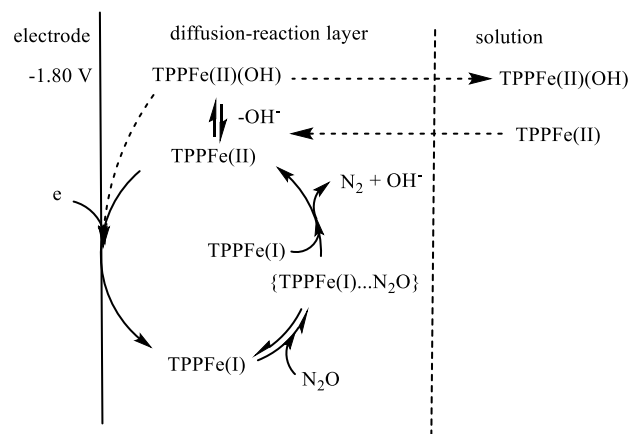 electrode
diffusion-reaction layer
solution
-1.80 V
TPPFe(II)(OH)
TPPFe(II)(OH)
-OH⁻
TPPFe(II)
TPPFe(II)
e
N₂ + OH⁻
TPPFe(I)
{TPPFe(I)...N₂O}
TPPFe(I)
N₂O